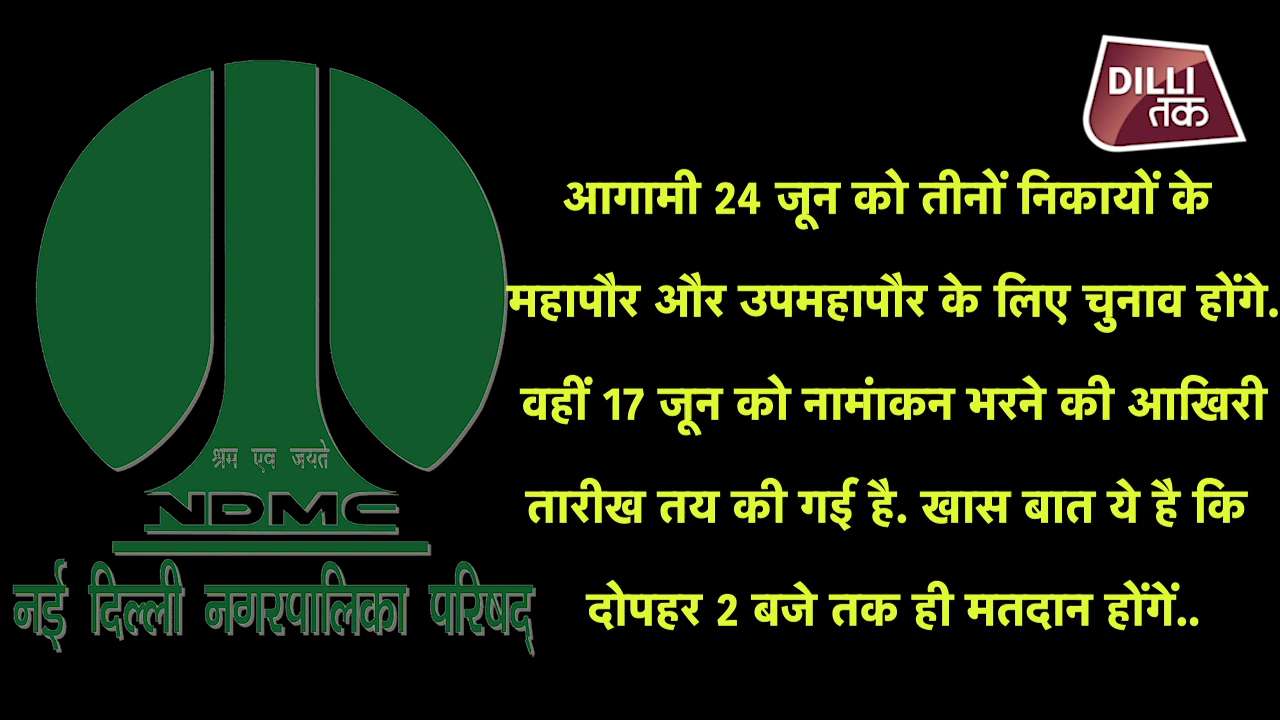 DILLI
तक
आगामी 24 जून को तीनों निकायों के
महापौर और उपमहापौर के लिए चुनाव होंगे.
वहीं 17 जून को नामांकन भरने की आखिरी
तारीख तय की गई है. खास बात ये है कि
दोपहर 2 बजे तक ही मतदान होंगें..
श्रम एव जयते
NDMC
नई दिल्ली नगरपालिका परिषद्